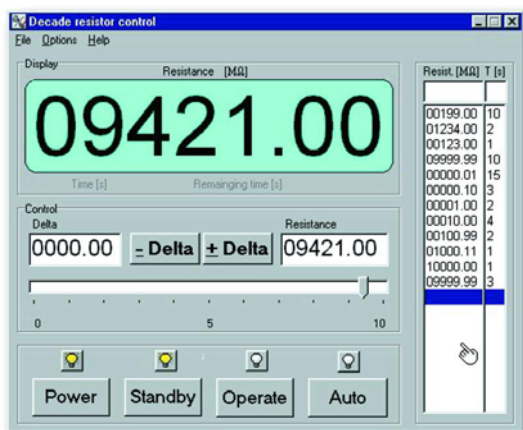 Decade resistor control
File Options Help
Display
Resistance [MΩ]
09421.00
Time [s] Remainging time [s]
Control
Delta Resistance
0000.00 - Delta + Delta 09421.00
0 5 10
Power Standby Operate Auto
Resist. [MΩ] T [s]
00199.00 10
01234.00 2
00123.00 1
09999.99 10
00000.01 15
00000.10 3
00001.00 2
00010.00 4
00100.99 2
01000.11 1
10000.00 1
09999.99 3